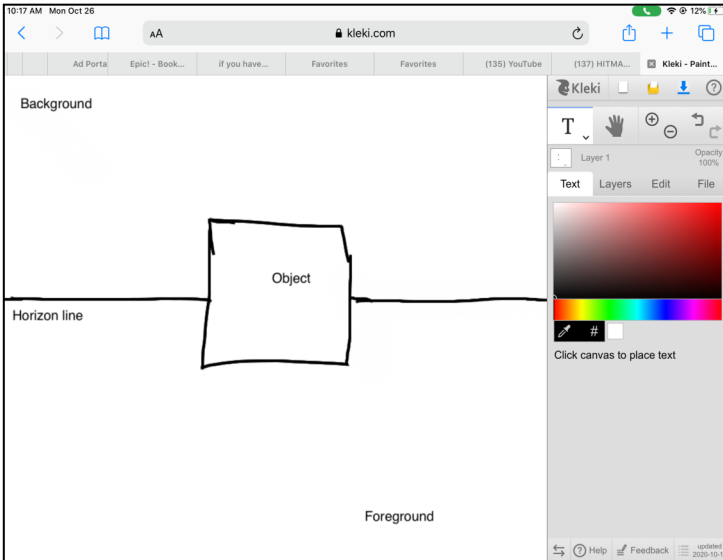 10:17 AM Mon Oct 26
12%
AA
kleki.com
Ad Porta
Epic! - Book...
if you have...
Favorites
Favorites
(135) YouTube
(137) HITMA...
Kleki - Paint...
Background
Object
Horizon line
Foreground
Kleki
?
T
Layer 1
Opacity
100%
Text
Layers
Edit
File
#
Click canvas to place text
? Help
Feedback
updated
2020-10-1